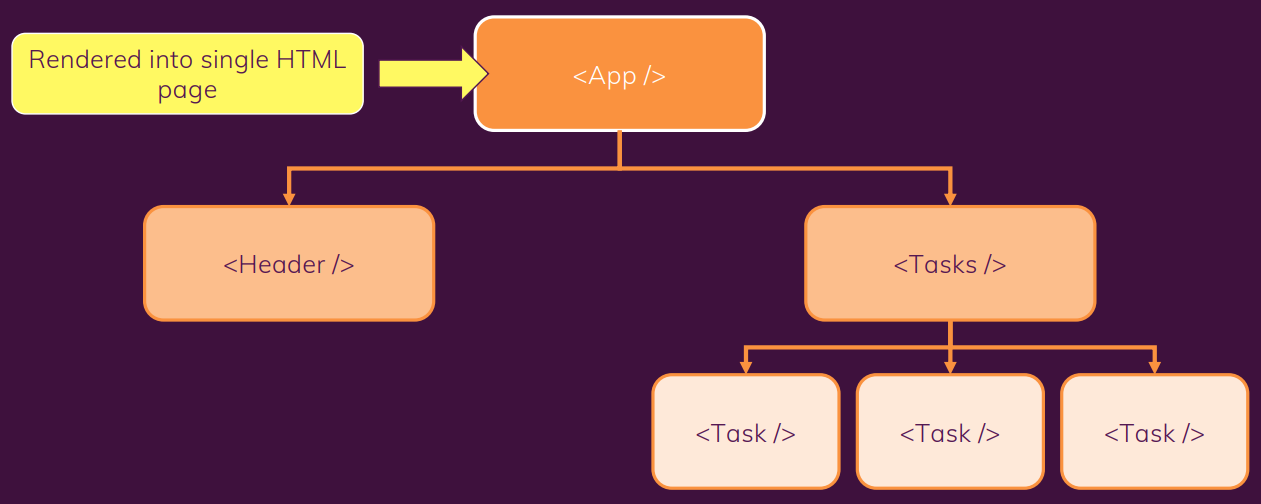 Rendered into single HTML
page
<App />
<Header />
<Tasks />
<Task />
<Task />
<Task />